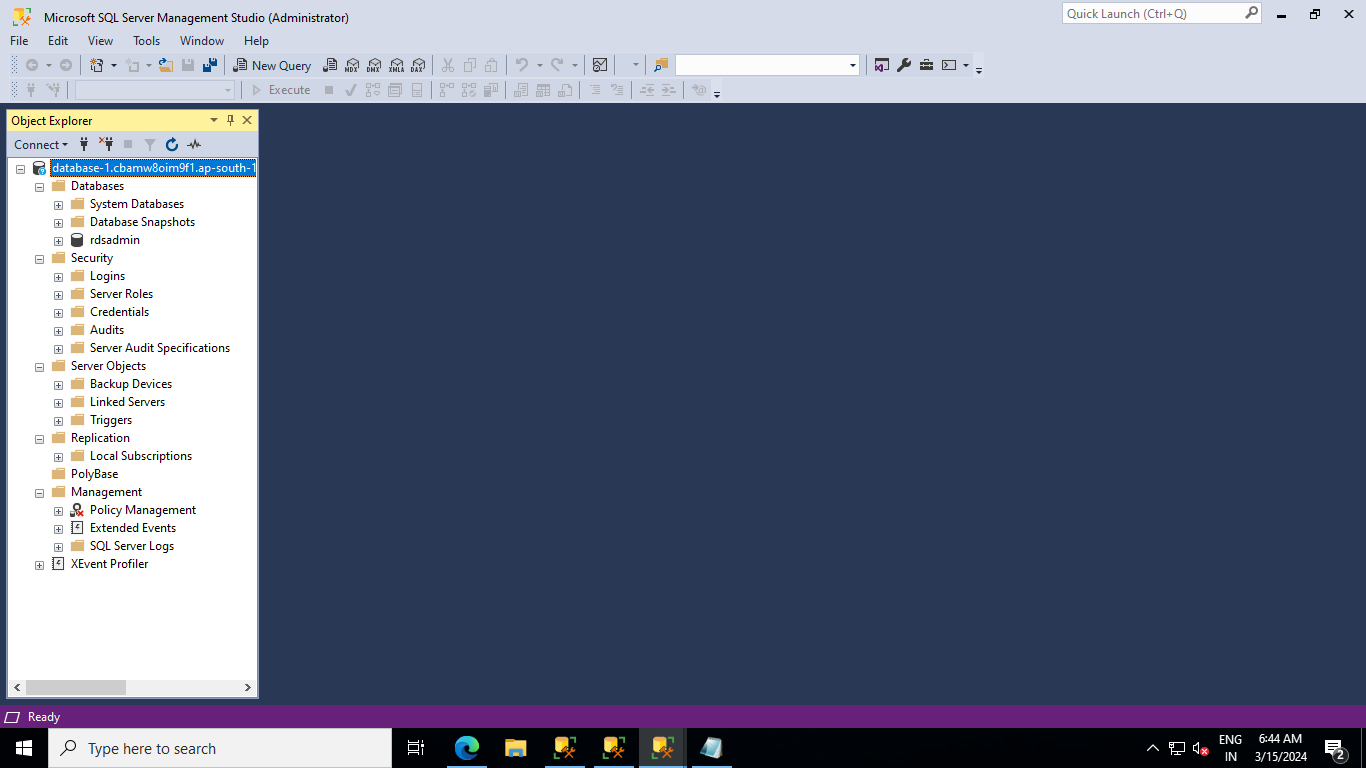 Microsoft SQL Server Management Studio (Administrator)
Quick Launch (Ctrl+Q)
File Edit View Tools Window Help
New Query
MDX DMX XMLA DAX
Execute
Object Explorer
Connect
database-1.cbamw8oim9f1.ap-south-1
Databases
System Databases
Database Snapshots
rdsadmin
Security
Logins
Server Roles
Credentials
Audits
Server Audit Specifications
Server Objects
Backup Devices
Linked Servers
Triggers
Replication
Local Subscriptions
PolyBase
Management
Policy Management
Extended Events
SQL Server Logs
XEvent Profiler
Ready
Type here to search
ENG
IN
6:44 AM
3/15/2024
2